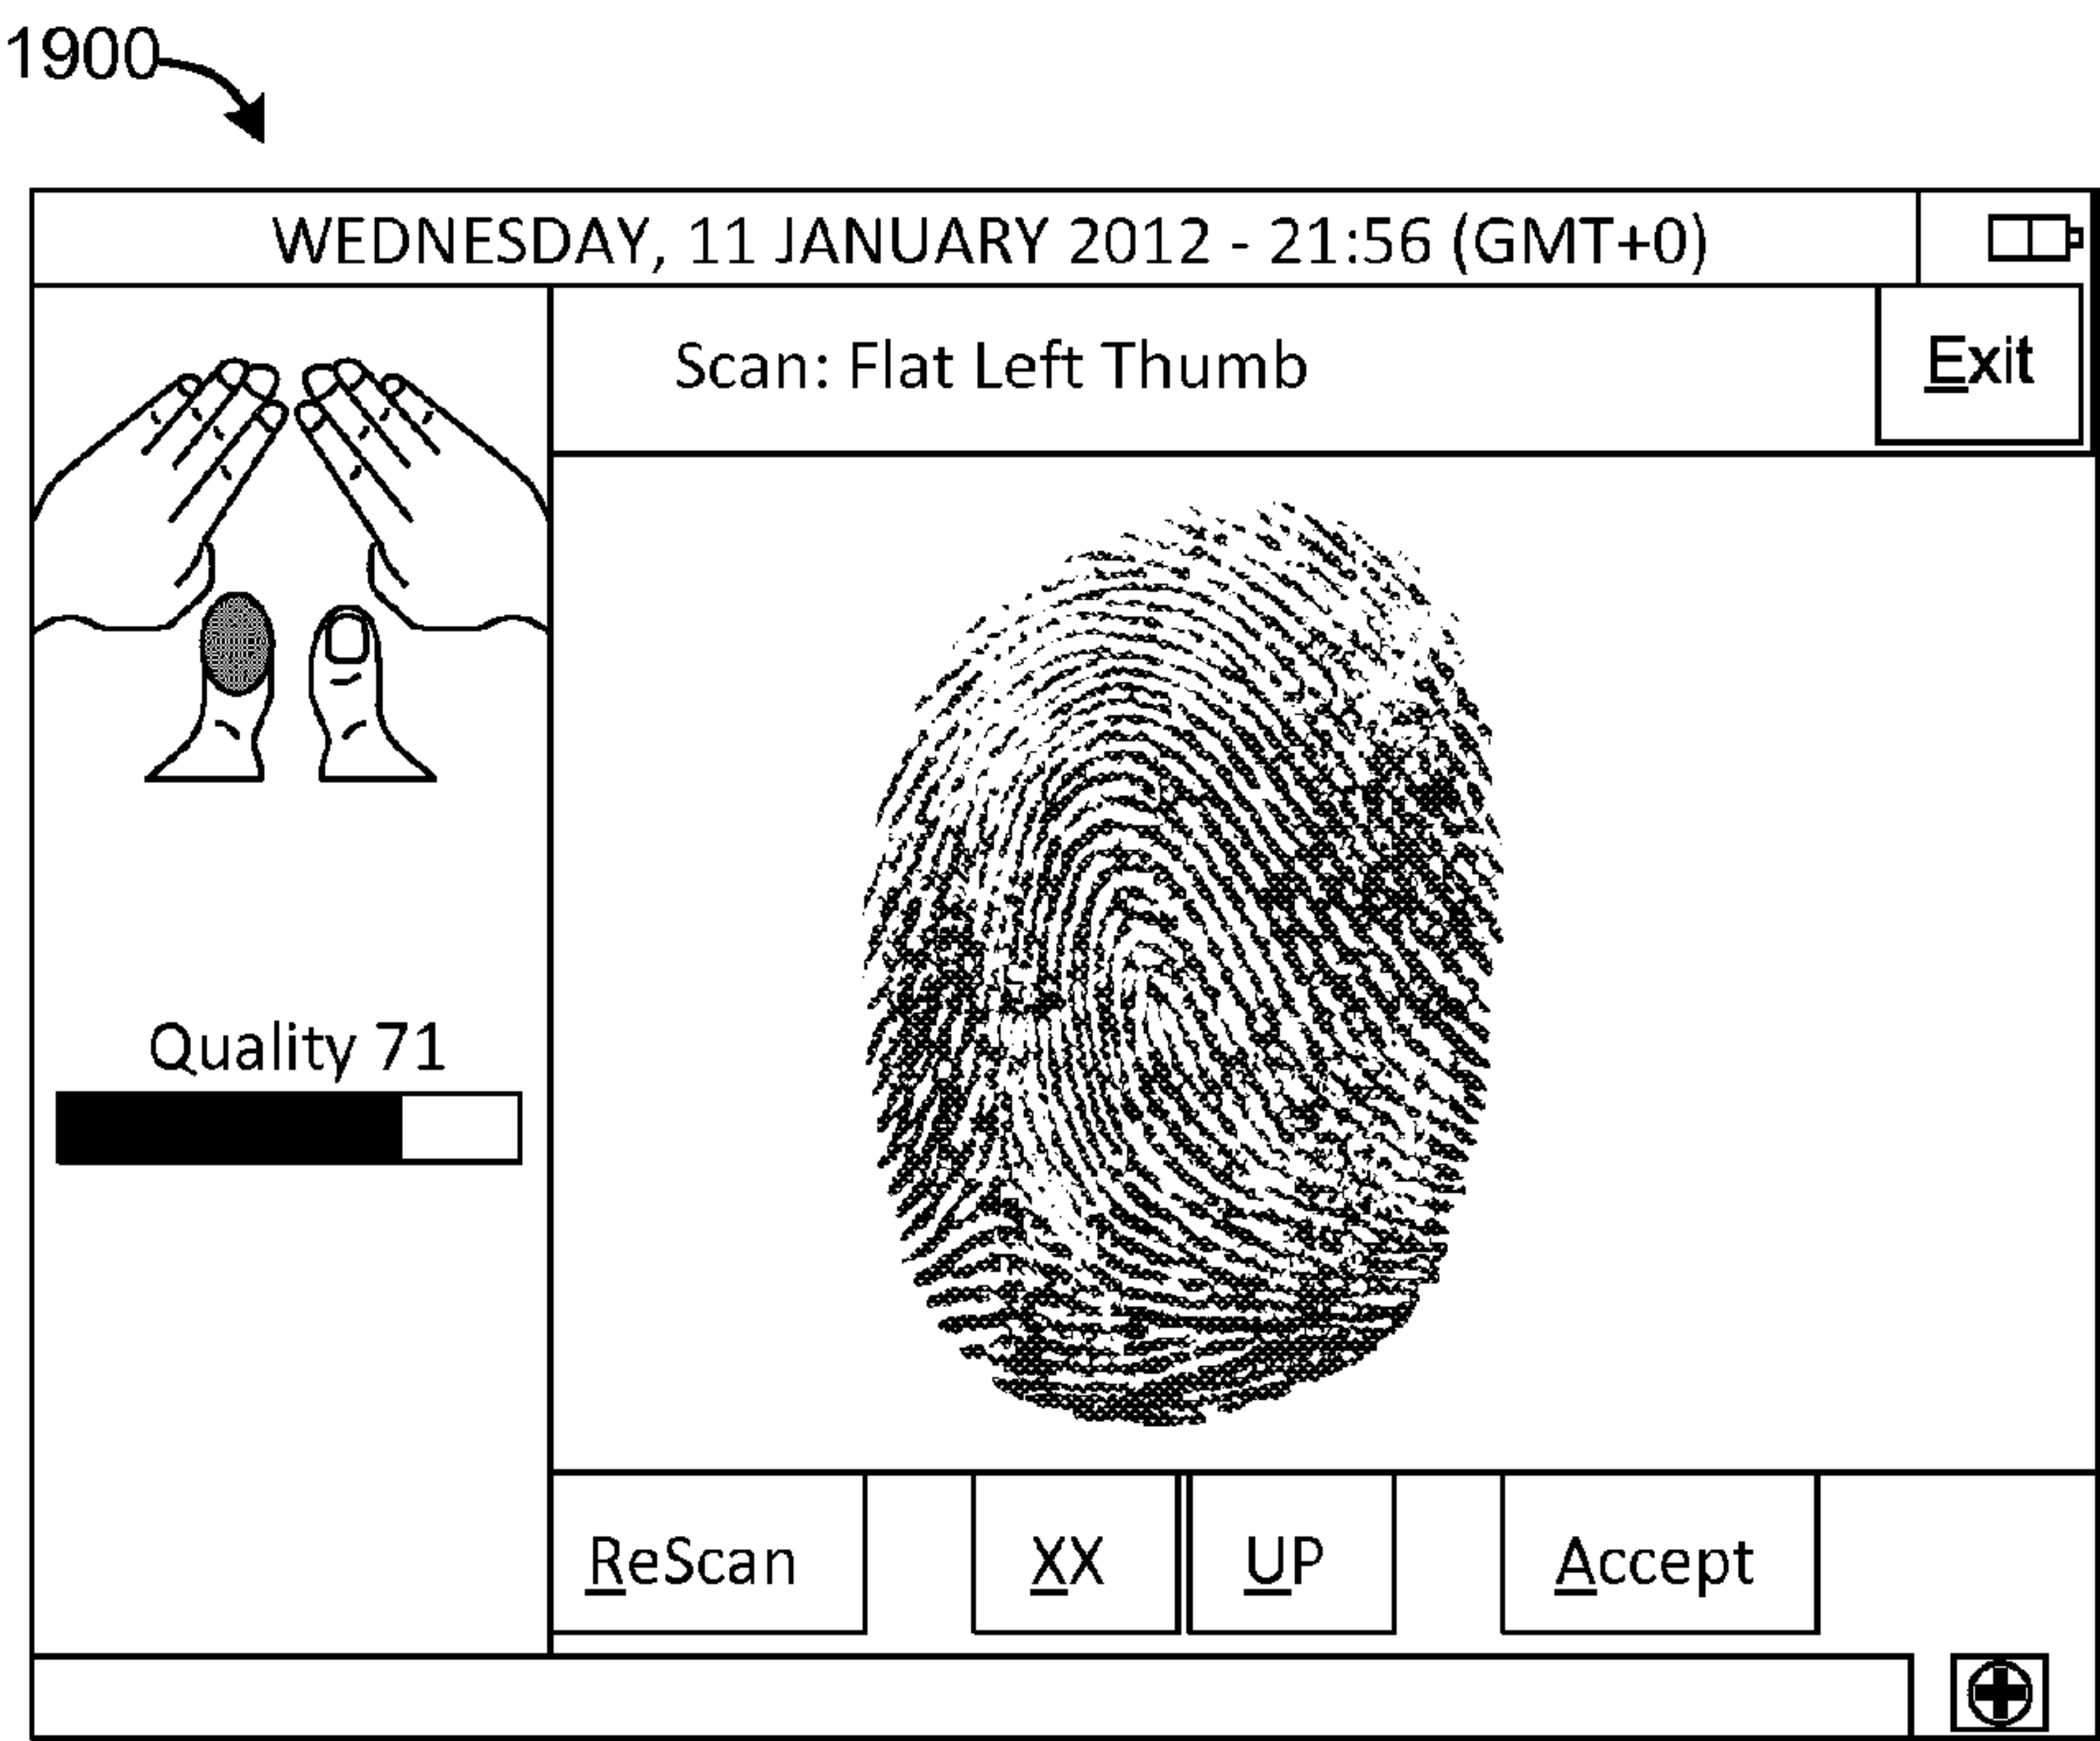 1900
WEDNESDAY, 11 JANUARY 2012 - 21:56 (GMT+0)
Scan: Flat Left Thumb
Exit
Quality 71
ReScan
XX
UP
Accept